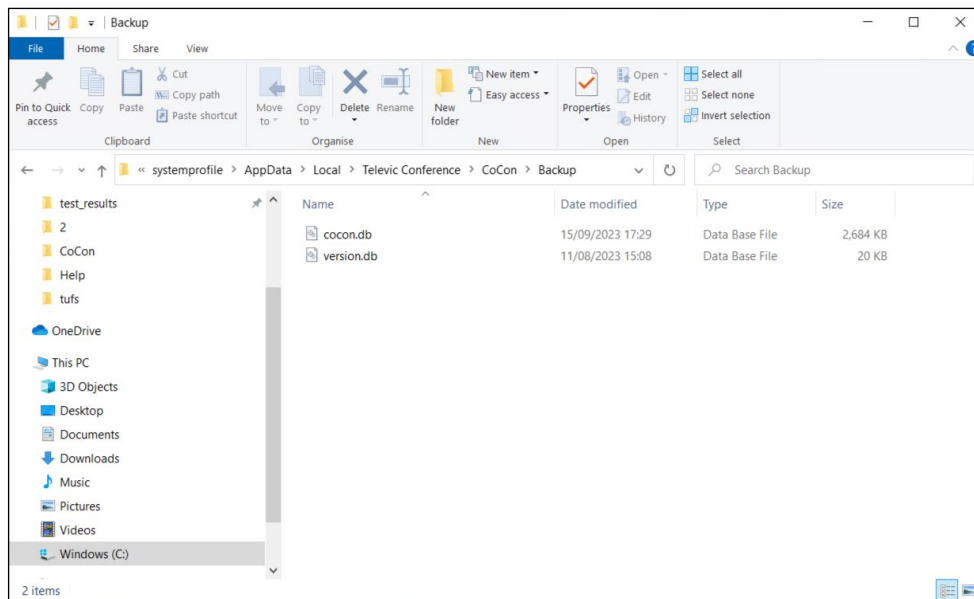 Backup
File Home Share View
Pin to Quick access
Copy
Paste
Cut
Copy path
Paste shortcut
Clipboard
Move to
Copy to
Delete
Rename
Organise
New folder
New item
Easy access
New
Properties
Open
Edit
History
Open
Select all
Select none
Invert selection
Select
« systemprofile > AppData > Local > Televic Conference > CoCon > Backup
Search Backup
Name Date modified Type Size
cocon.db 15/09/2023 17:29 Data Base File 2,684 KB
version.db 11/08/2023 15:08 Data Base File 20 KB
test_results
2
CoCon
Help
tufs
OneDrive
This PC
3D Objects
Desktop
Documents
Downloads
Music
Pictures
Videos
Windows (C:)
2 items